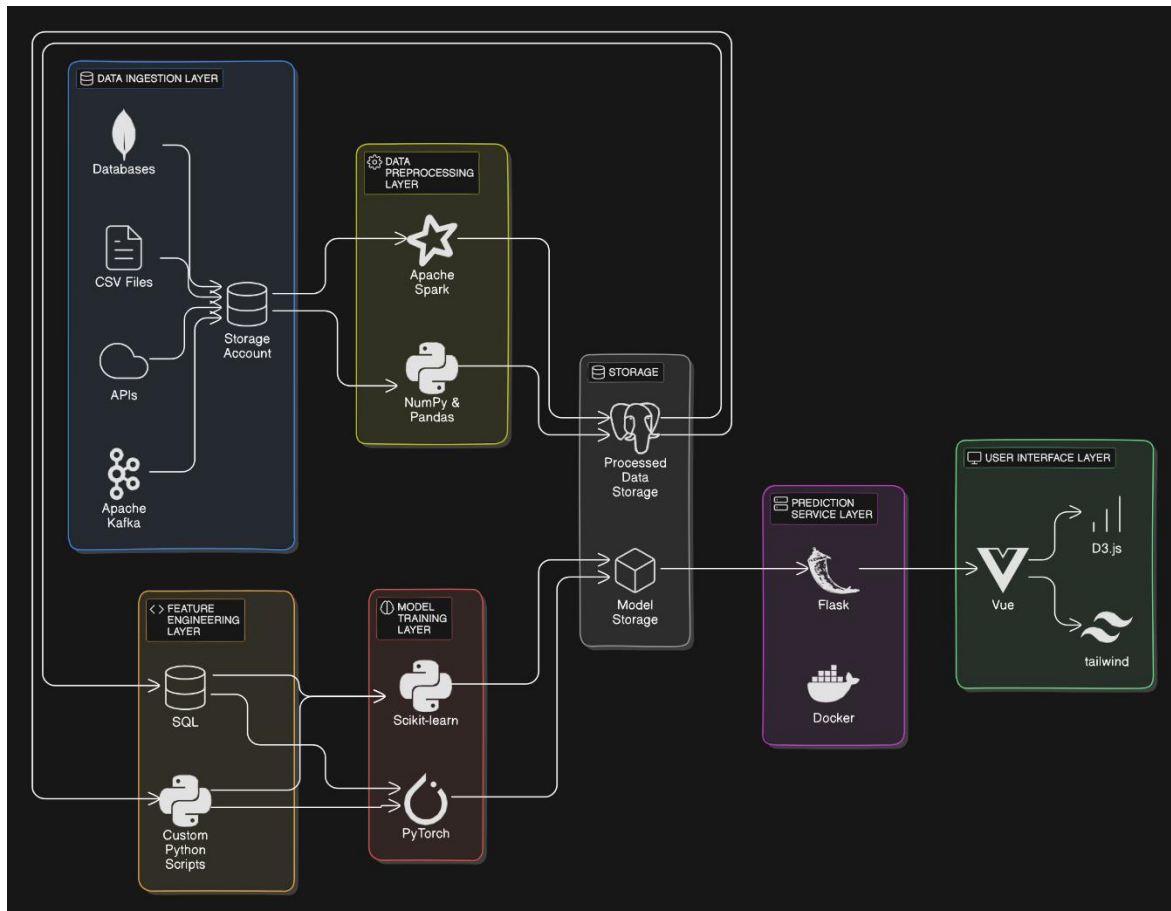 DATA INGESTION LAYER
Databases
CSV Files
APIs
Apache
Kafka
Storage
Account
DATA
PREPROCESSING
LAYER
Apache
Spark
NumPy &
Pandas
STORAGE
Processed
Data
Storage
Model
Storage
FEATURE
ENGINEERING
LAYER
SQL
Custom
Python
Scripts
MODEL
TRAINING
LAYER
Scikit-learn
PyTorch
PREDICTION
SERVICE LAYER
Flask
Docker
USER INTERFACE LAYER
Vue
D3.js
tailwind